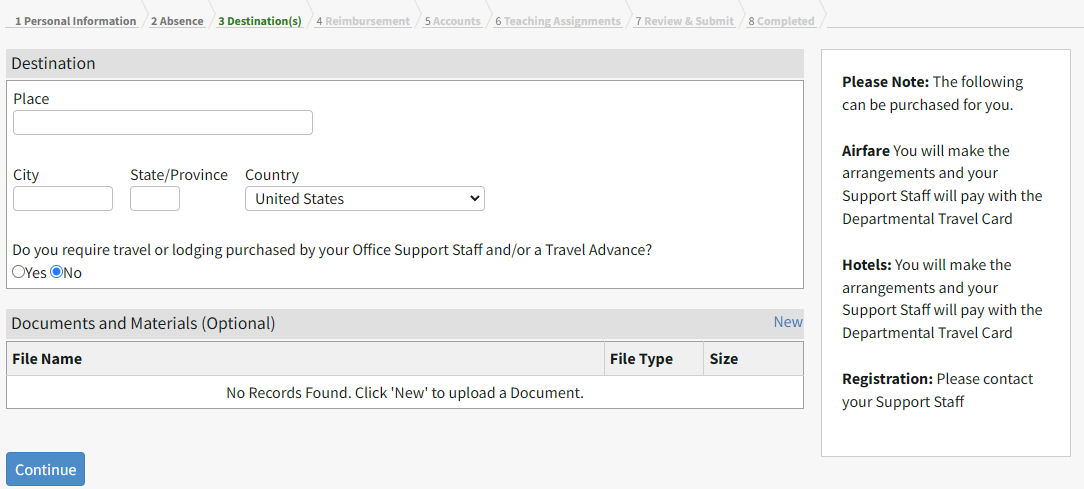 1 Personal Information 2 Absence 3 Destination(s) 4 Reimbursement 5 Accounts 6 Teaching Assignments 7 Review & Submit 8 Completed
Destination
Place
City State/Province Country
United States
Do you require travel or lodging purchased by your Office Support Staff and/or a Travel Advance?
Yes No
Documents and Materials (Optional) New
File Name File Type Size
No Records Found. Click 'New' to upload a Document.
Continue
Please Note: The following
can be purchased for you.
Airfare You will make the
arrangements and your
Support Staff will pay with the
Departmental Travel Card
Hotels: You will make the
arrangements and your
Support Staff will pay with the
Departmental Travel Card
Registration: Please contact
your Support Staff